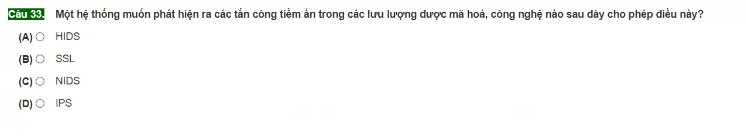 Câu 33. Một hệ thống muốn phát hiện ra các tấn công tiềm ẩn trong các lưu lượng được mã hoá, công nghệ nào sau đây cho phép điều này?
(A) HIDS
(B) SSL
(C) NIDS
(D) IPS